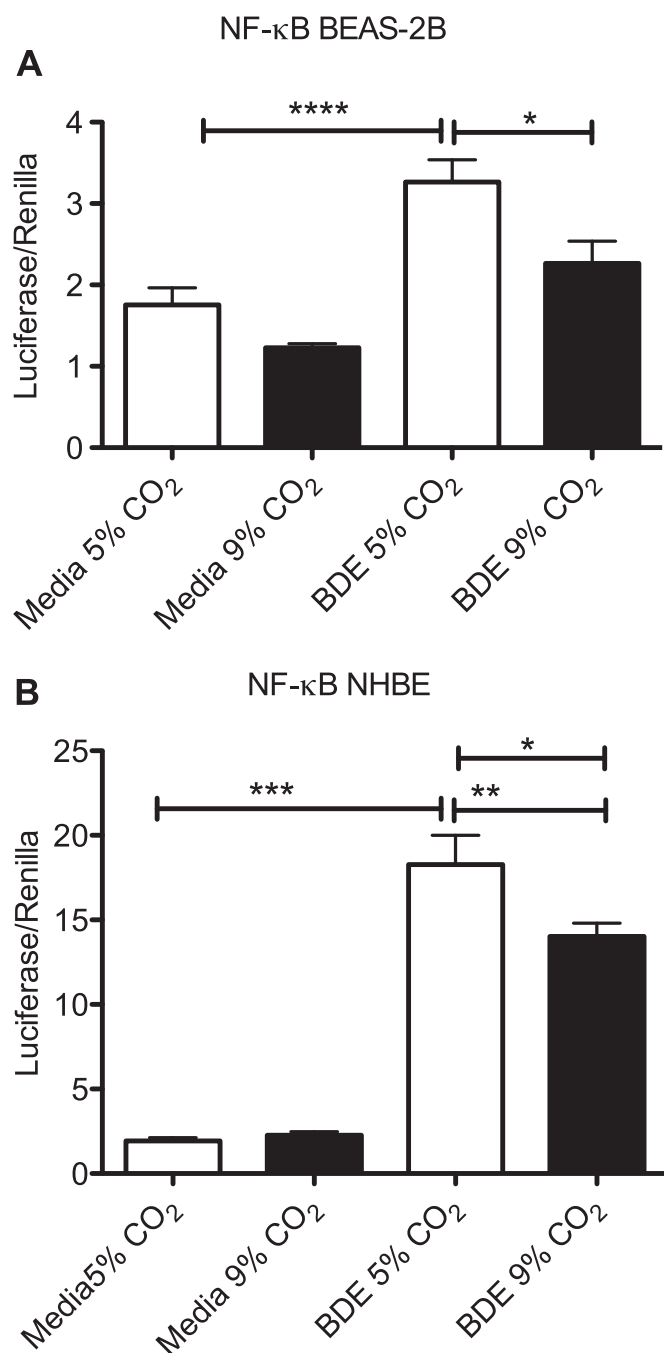 NF-κB BEAS-2B
A
****
*
4
3
2
1
0
Luciferase/Renilla
Media 5% CO₂
Media 9% CO₂
BDE 5% CO₂
BDE 9% CO₂
NF-κB NHBE
B
*
***
**
25
20
15
10
5
0
Luciferase/Renilla
Media5% CO₂
Media 9% CO₂
BDE 5% CO₂
BDE 9% CO₂